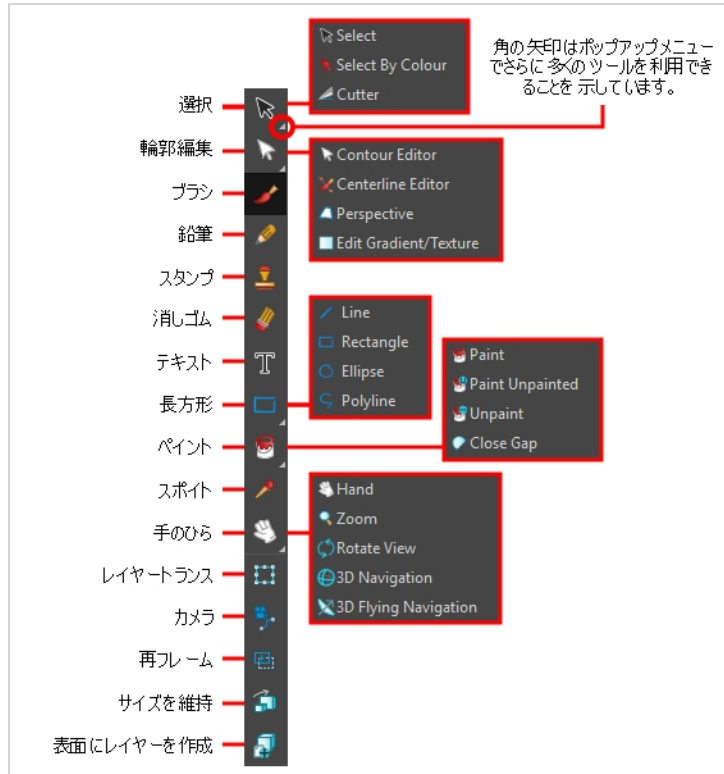 Select
Select By Colour
Cutter
角の矢印はポップアップメニュー
でさらに多くのツールを利用でき
ることを示しています。
選択
輪郭編集
Contour Editor
Centerline Editor
Perspective
Edit Gradient/Texture
ブラシ
鉛筆
スタンプ
消しゴム
テキスト
長方形
Line
Rectangle
Ellipse
Polyline
ペイント
Paint
Paint Unpainted
Unpaint
Close Gap
スポイト
手のひら
Hand
Zoom
Rotate View
3D Navigation
3D Flying Navigation
レイヤートランス
カメラ
再フレーム
サイズを維持
表面にレイヤーを作成